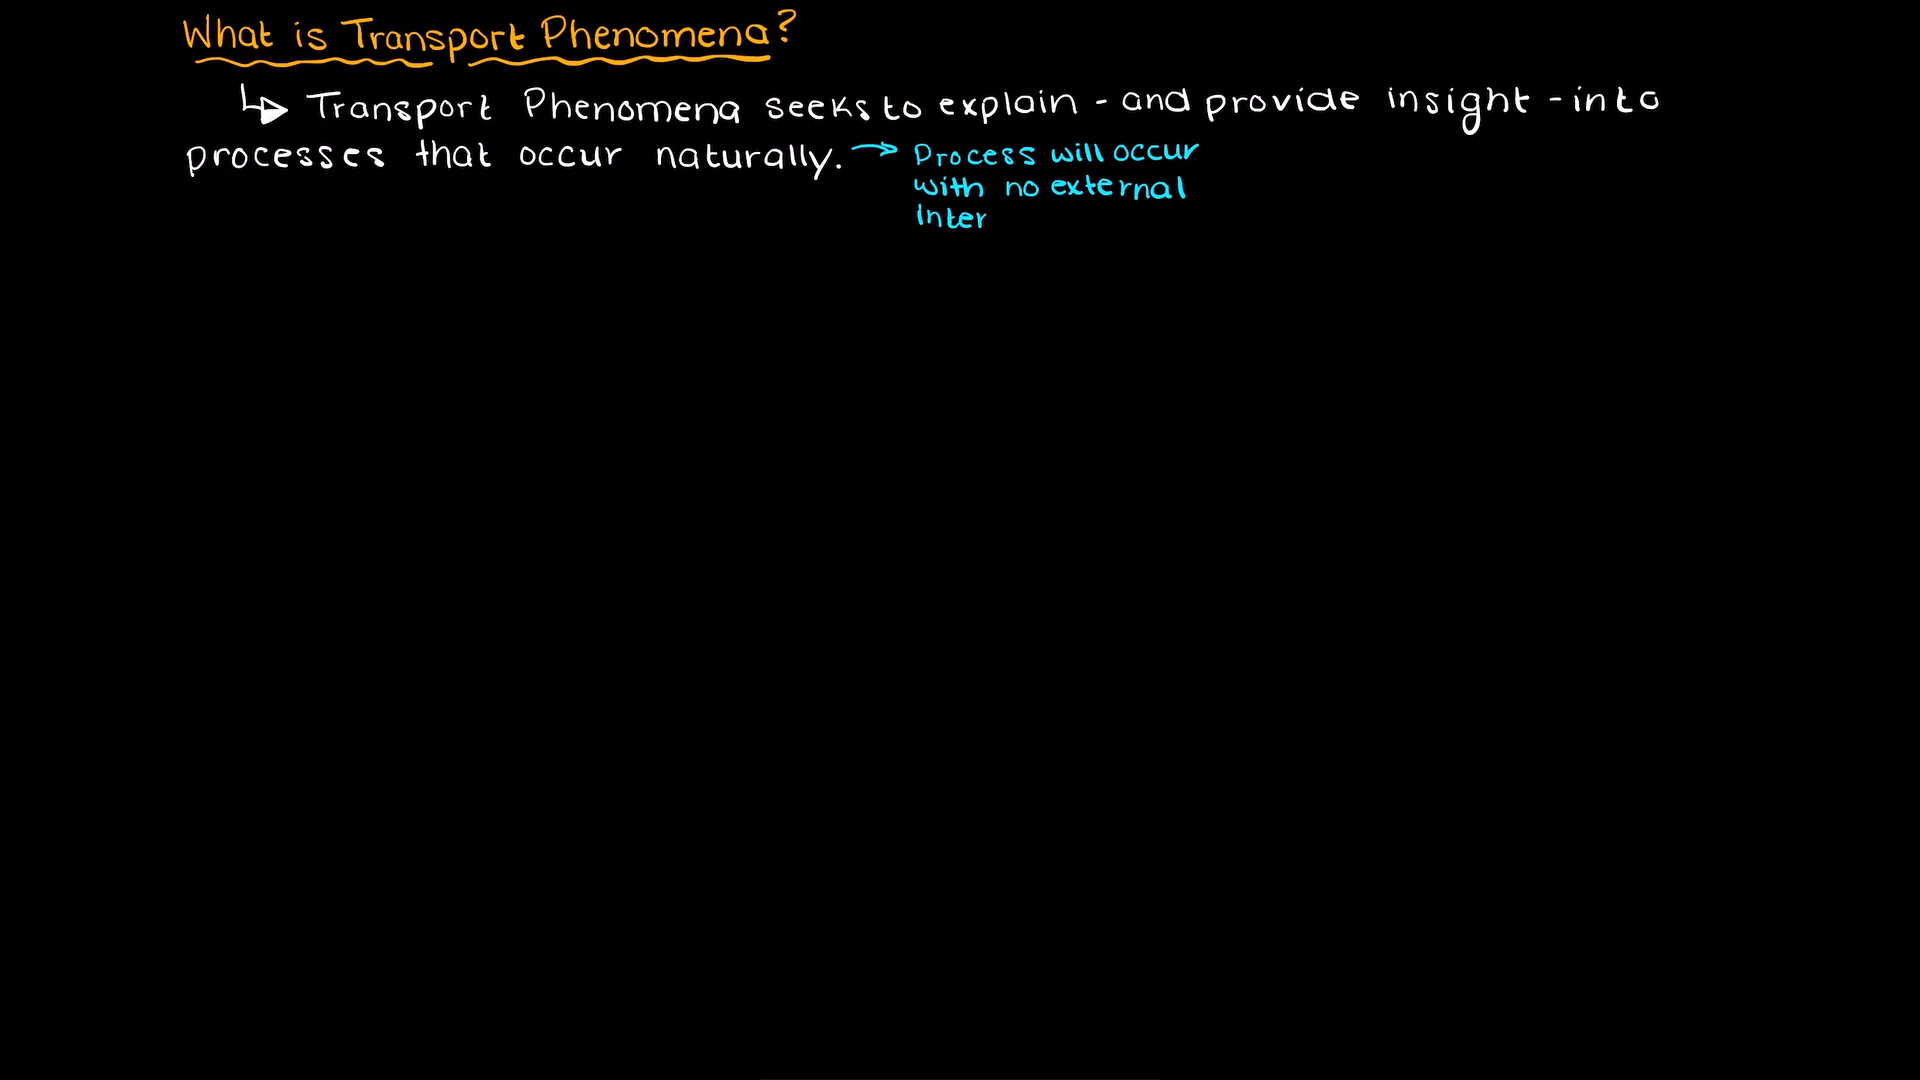 What is Transport Phenomena?
↳ Transport Phenomena seeks to explain - and provide insight - into
processes that occur naturally. → Process will occur
with no external
Inter